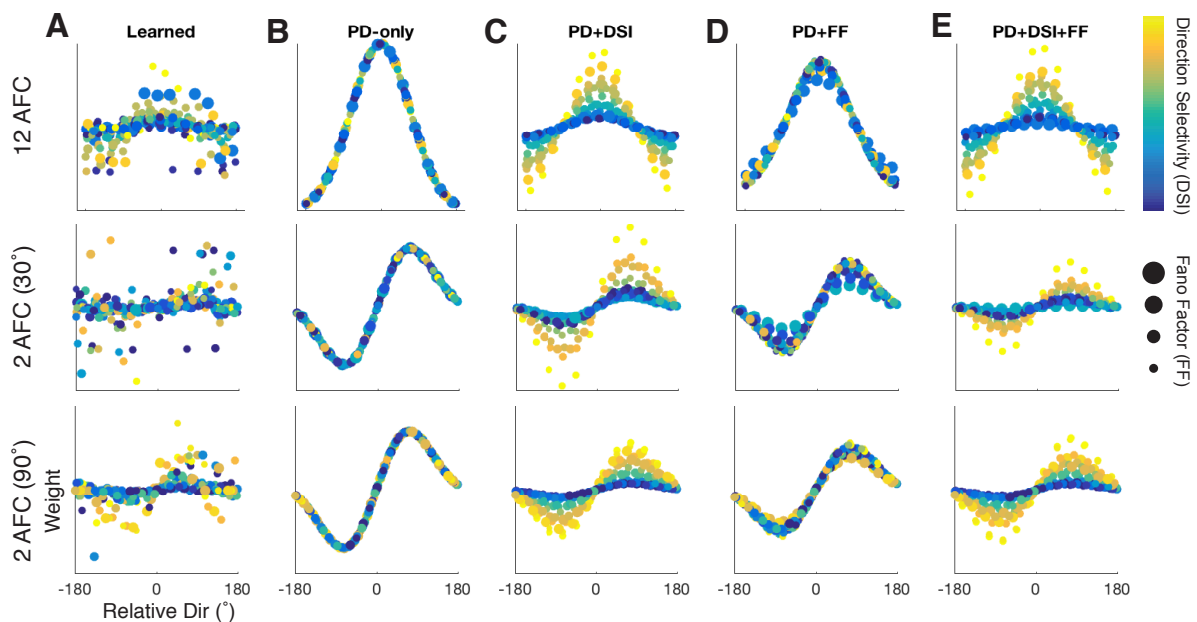 A
B
C
D
E
Learned
PD-only
PD+DSI
PD+FF
PD+DSI+FF
12 AFC
2 AFC (30˚)
2 AFC (90˚)
Weight
-180
0
180
-180
0
180
-180
0
180
-180
0
180
-180
0
180
Relative Dir (˚)
Direction Selectivity (DSI)
Fano Factor (FF)